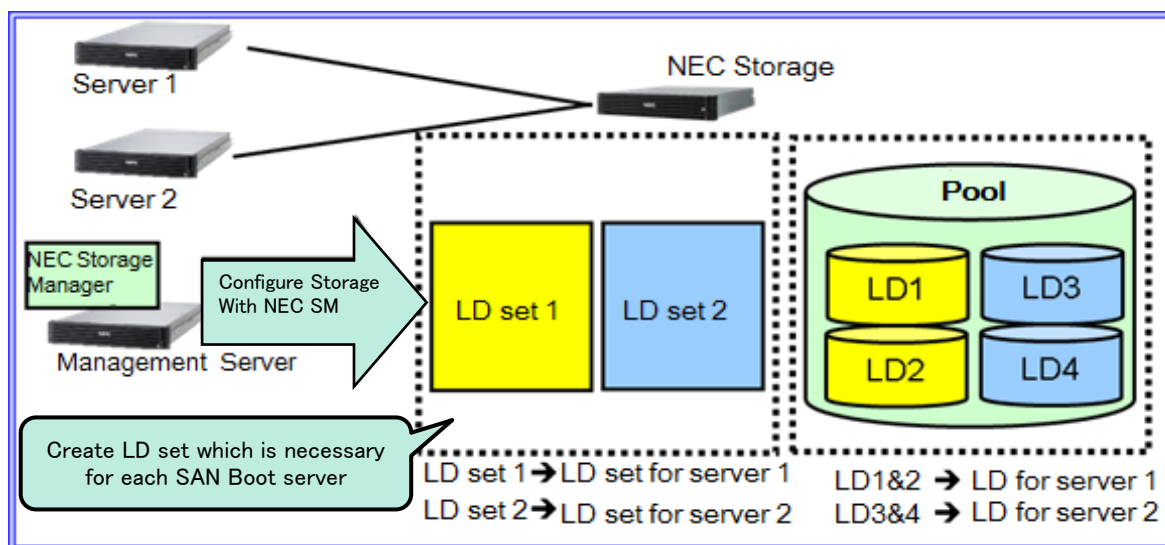 Server 1
NEC Storage
Server 2
Pool
NEC Storage
Manager
Configure Storage
With NEC SM
LD set 1
LD set 2
LD1
LD3
LD2
LD4
Management Server
Create LD set which is necessary
for each SAN Boot server
LD set 1➔LD set for server 1
LD set 2➔LD set for server 2
LD1&2 ➔ LD for server 1
LD3&4 ➔ LD for server 2